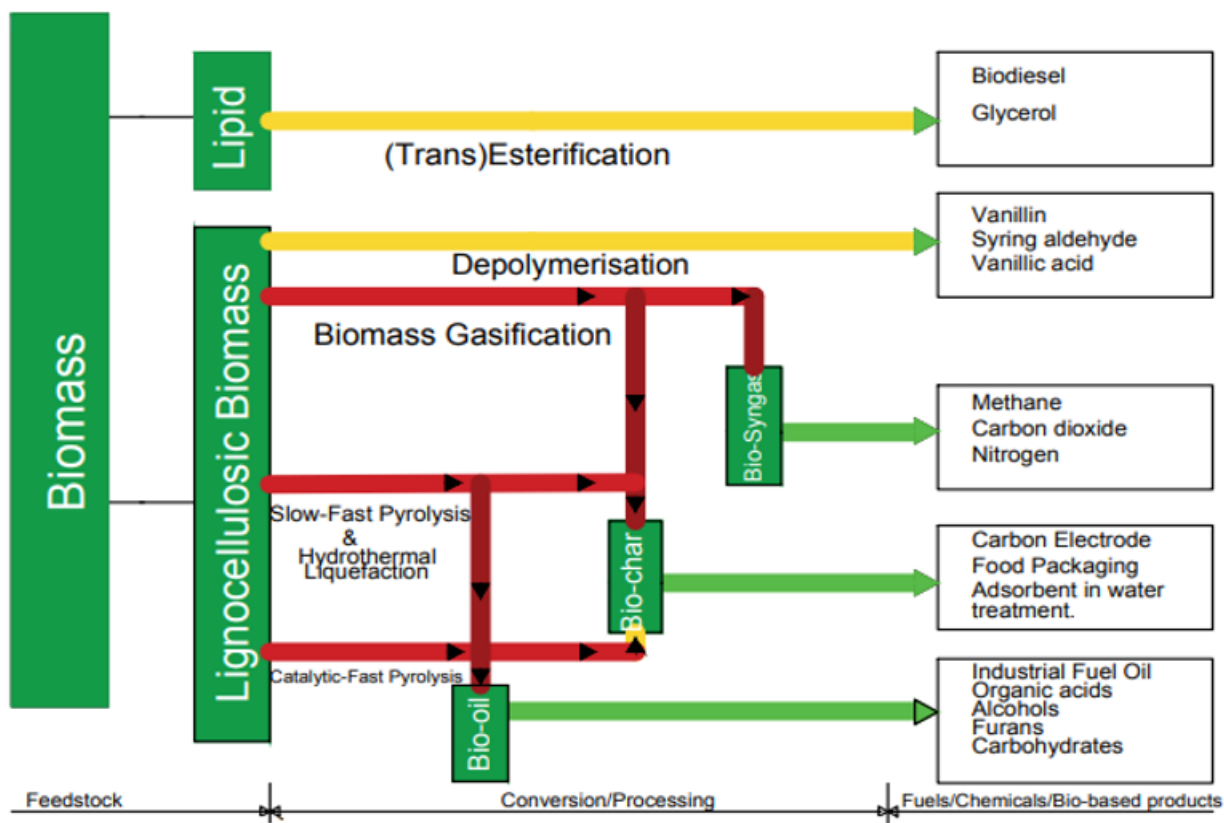 Biomass
Lipid
(Trans)Esterification
Biodiesel
Glycerol
Lignocellulosic Biomass
Depolymerisation
Vanillin
Syring aldehyde
Vanillic acid
Biomass Gasification
Bio-Syngas
Methane
Carbon dioxide
Nitrogen
Slow-Fast Pyrolysis
&
Hydrothermal
Liquefaction
Bio-char
Carbon Electrode
Food Packaging
Adsorbent in water
treatment.
Catalytic-Fast Pyrolysis
Bio-oil
Industrial Fuel Oil
Organic acids
Alcohols
Furans
Carbohydrates
Feedstock
Conversion/Processing
Fuels/Chemicals/Bio-based products